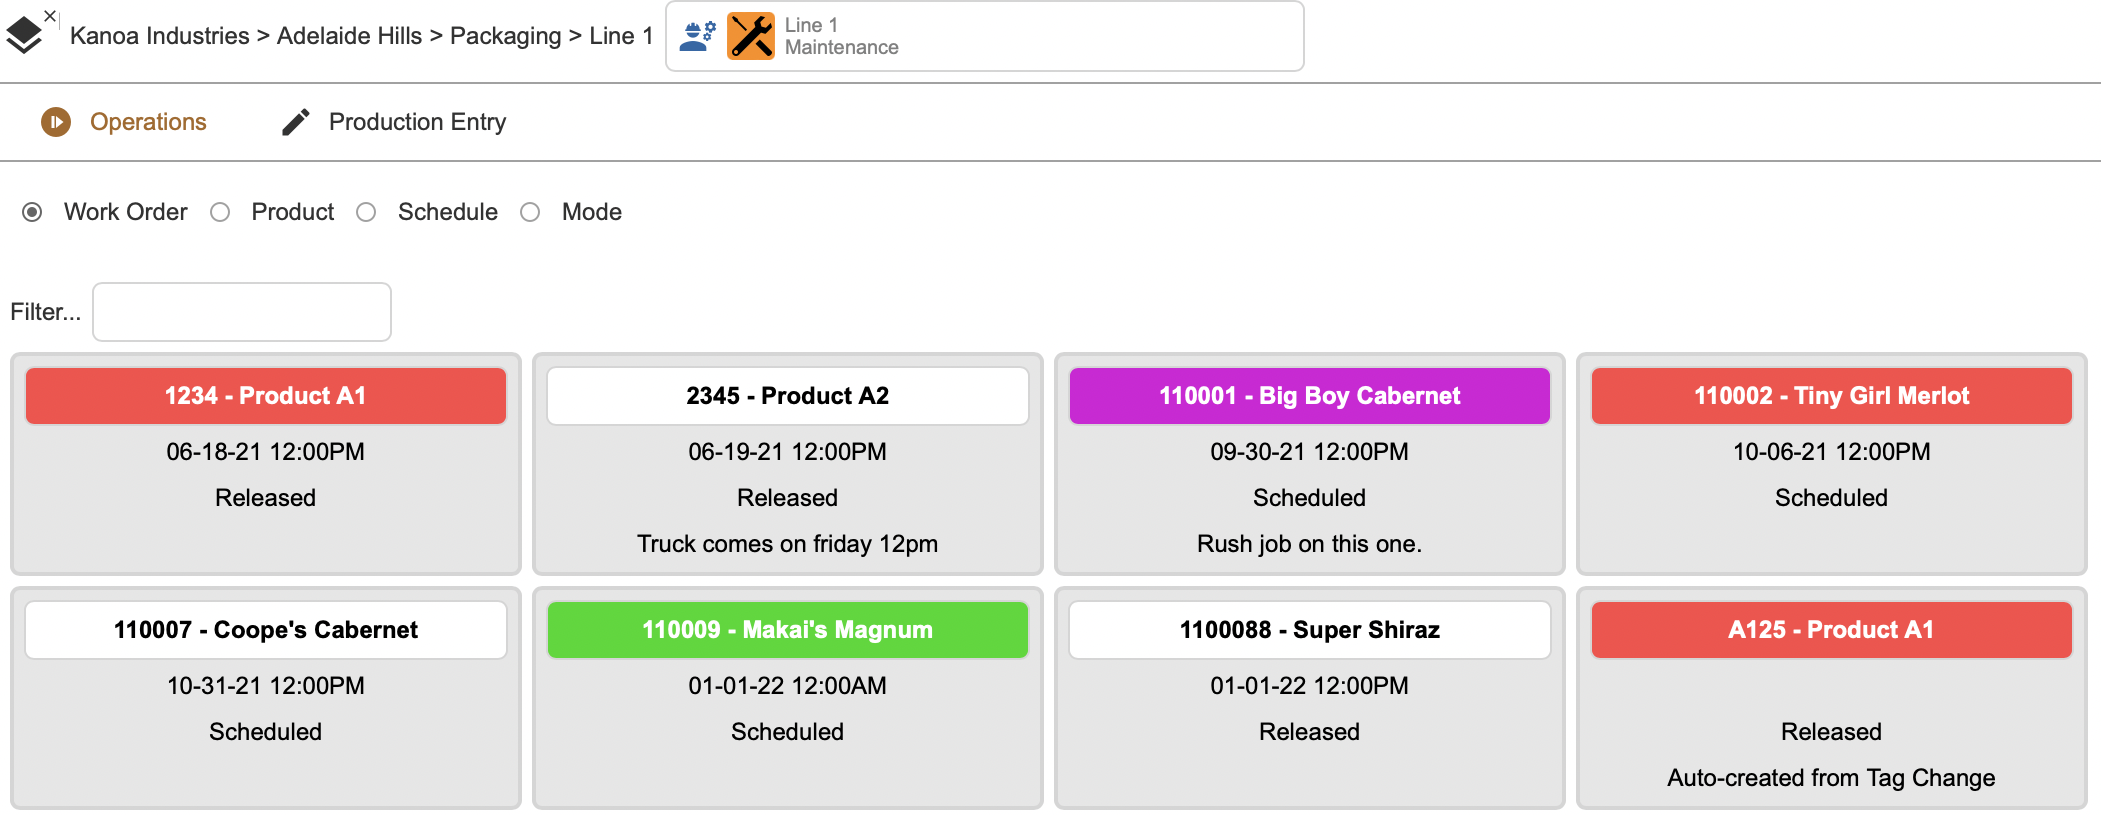 Kanoa Industries > Adelaide Hills > Packaging > Line 1
Line 1
Maintenance
Operations
Production Entry
Work Order
Product
Schedule
Mode
Filter...
1234 - Product A1
06-18-21 12:00PM
Released
2345 - Product A2
06-19-21 12:00PM
Released
Truck comes on friday 12pm
110001 - Big Boy Cabernet
09-30-21 12:00PM
Scheduled
Rush job on this one.
110002 - Tiny Girl Merlot
10-06-21 12:00PM
Scheduled
110007 - Coope's Cabernet
10-31-21 12:00PM
Scheduled
110009 - Makai's Magnum
01-01-22 12:00AM
Scheduled
1100088 - Super Shiraz
01-01-22 12:00PM
Released
A125 - Product A1
Released
Auto-created from Tag Change